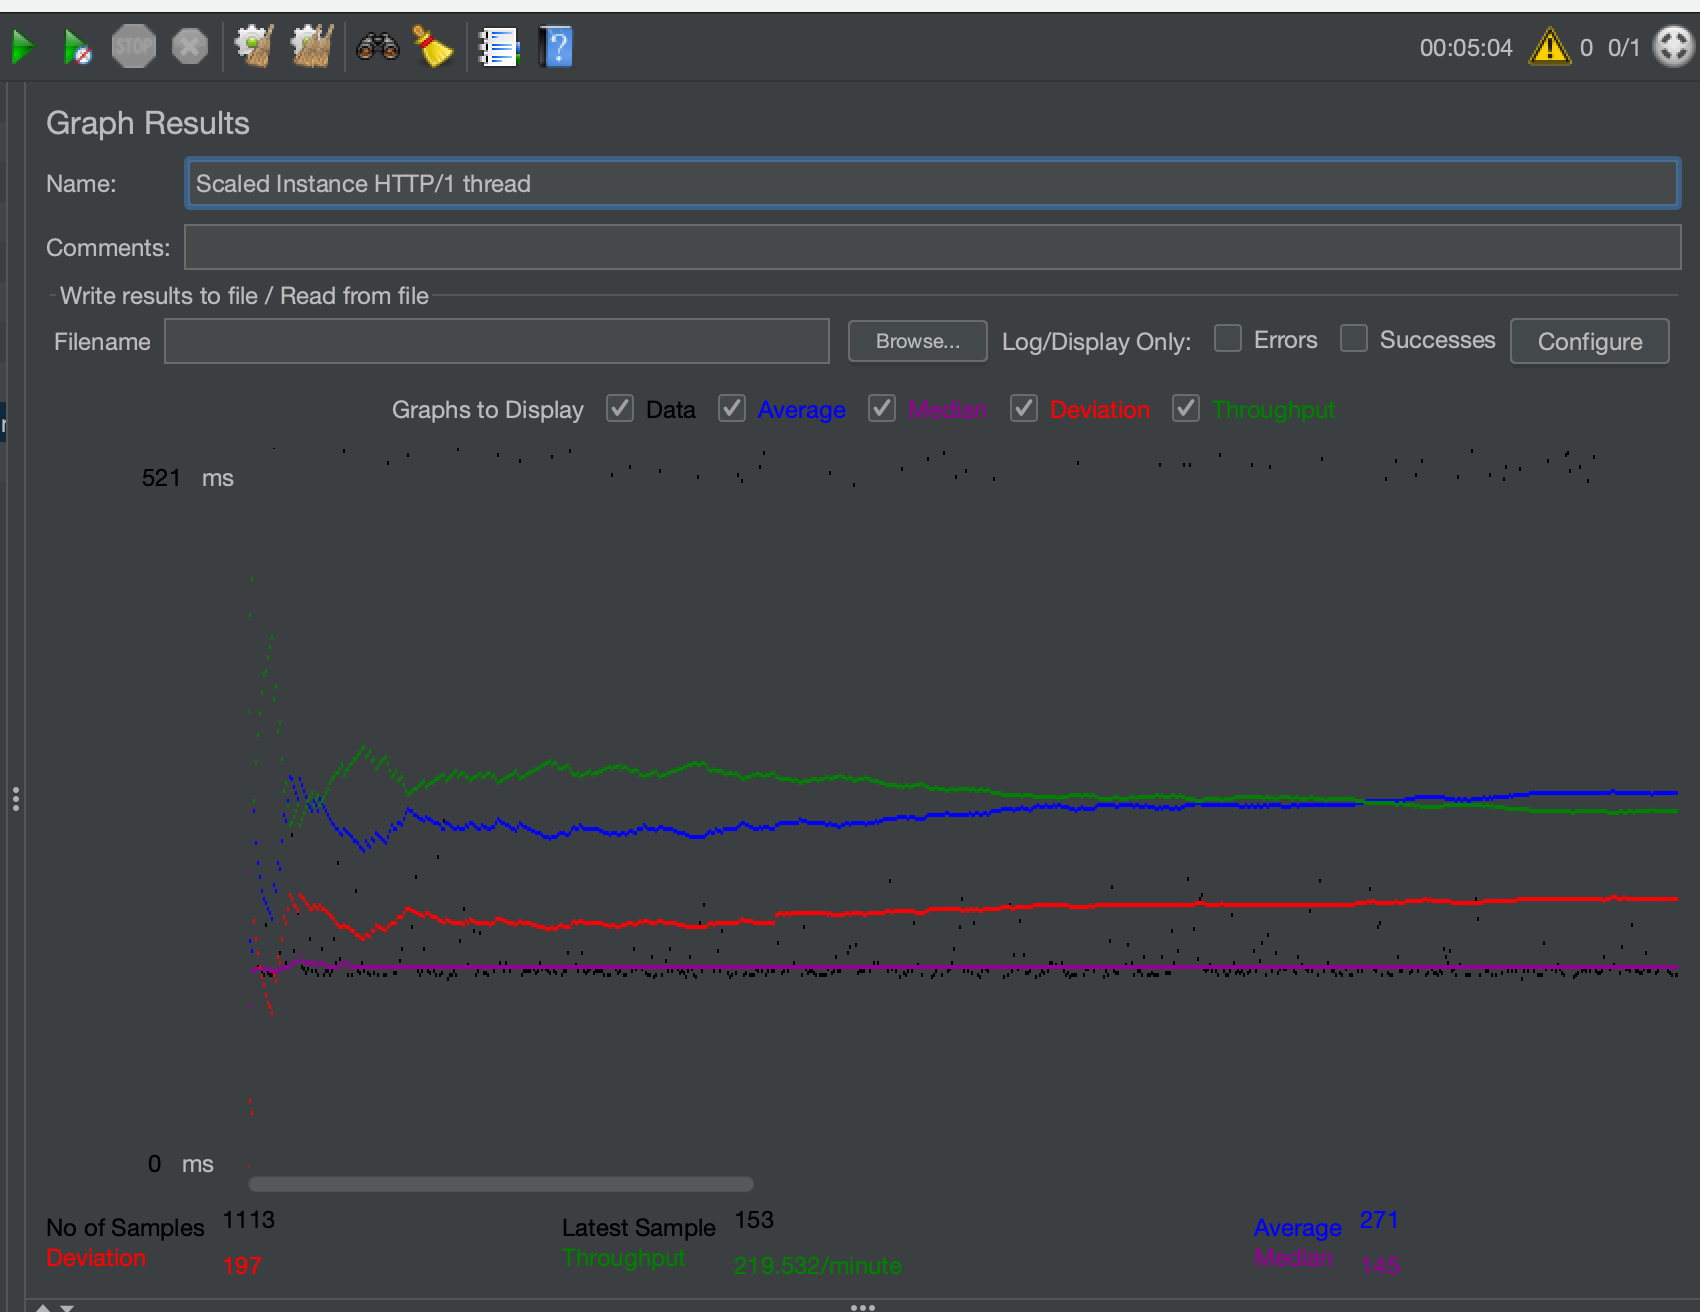 STOP
00:05:04 0 0/1
Graph Results
Name: Scaled Instance HTTP/1 thread
Comments:
Write results to file / Read from file
Filename Browse... Log/Display Only: Errors Successes Configure
Graphs to Display Data Average Median Deviation Throughput
521 ms
0 ms
No of Samples 1113 Latest Sample 153 Average 271
Deviation 197 Throughput 219.532/minute Median 145